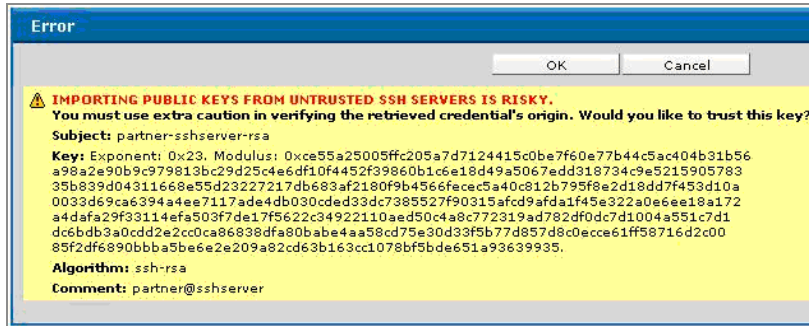 Error
OK Cancel
IMPORTING PUBLIC KEYS FROM UNTRUSTED SSH SERVERS IS RISKY.
You must use extra caution in verifying the retrieved credential's origin. Would you like to trust this key?
Subject: partner-sshserver-rsa
Key: Exponent: 0x23. Modulus: 0xce55a25005ffc205a7d7124415c0be7f60e77b44c5ac404b31b56
a98a2e90b9c979813bc29d25c4e6df10f4452f39860b1c6e18d49a5067edd318734c9e5215905783
35b839d04311668e55d23227217db683af2180f9b4566fecec5a40c812b795f8e2d18dd7f453d10a
0033d69ca6394a4ee7117ade4db030cded33dc7385527f90315afcd9afda1f45e322a0e6ee18a172
a4dafa29f33114efa503f7de17f5622c34922110aed50c4a8c772319ad782df0dc7d1004a551c7d1
dc6bdb3a0cdd2e2cc0ca86838dfa80babe4aa58cd75e30d33f5b77d857d8c0ecce61ff58716d2c00
85f2df6890bbba5be6e2e209a82cd63b163cc1078bf5bde651a93639935.
Algorithm: ssh-rsa
Comment: partner@sshserver